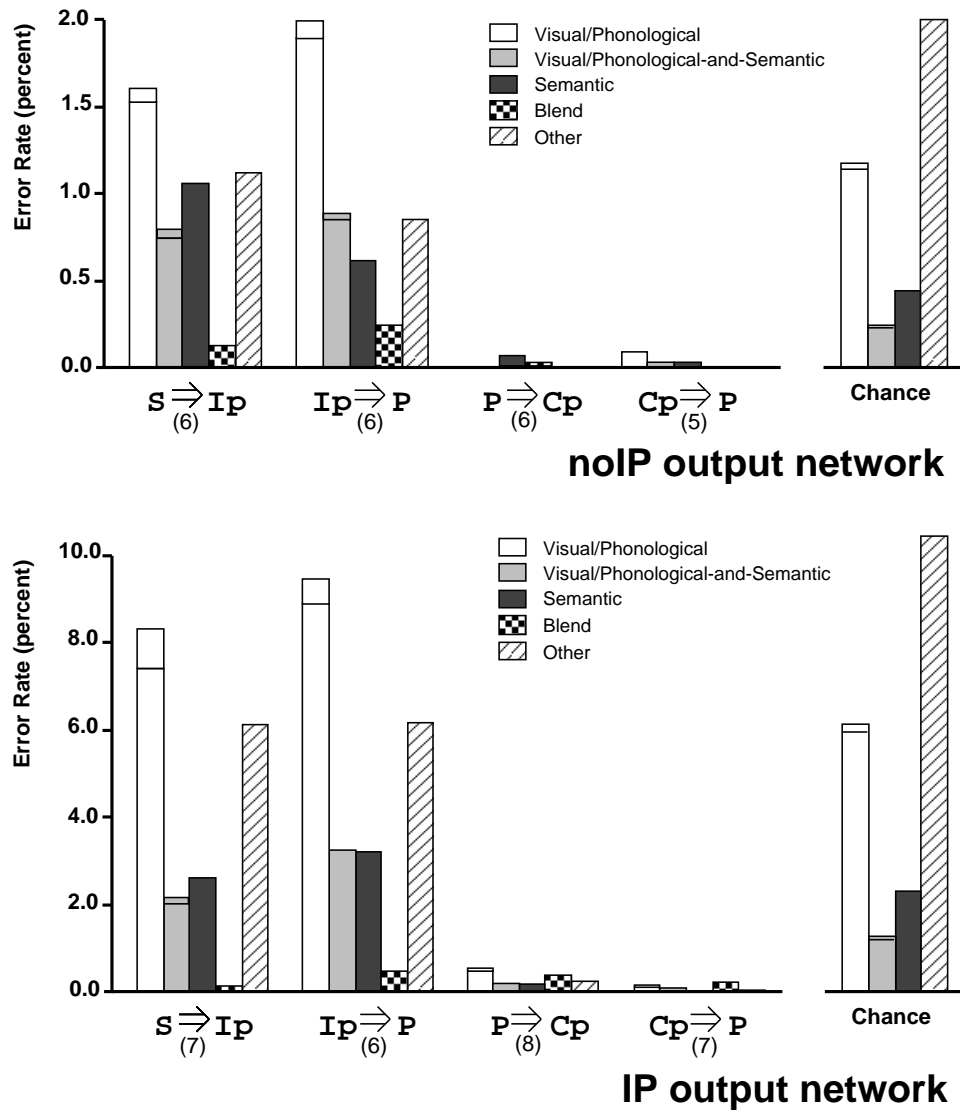 2.0
1.5
1.0
0.5
0.0
Error Rate (percent)
Visual/Phonological
Visual/Phonological-and-Semantic
Semantic
Blend
Other
S ⇒ Ip
(6)
Ip ⇒ P
(6)
P ⇒ Cp
(6)
Cp ⇒ P
(5)
Chance
noIP output network
10.0
8.0
6.0
4.0
2.0
0.0
Error Rate (percent)
Visual/Phonological
Visual/Phonological-and-Semantic
Semantic
Blend
Other
S ⇒ Ip
(7)
Ip ⇒ P
(6)
P ⇒ Cp
(8)
Cp ⇒ P
(7)
Chance
IP output network